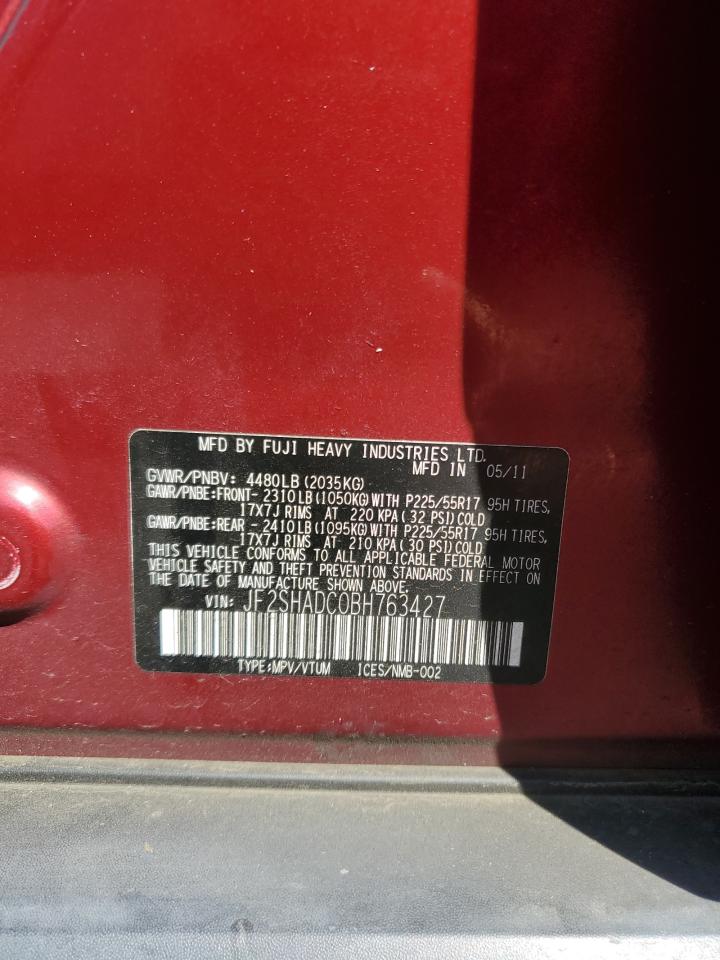 MFD BY FUJI HEAVY INDUSTRIES LTD.
GVWR/PNBV: 4480LB (2035KG) MFD IN 05/11
GAWR/PNBE:FRONT- 2310LB(1050KG)WITH P225/55R17 95H TIRES,
17X7J RIMS AT 220 KPA( 32 PSI)COLD
GAWR/PNBE:REAR - 2410LB(1095KG)WITH P225/55R17 95H TIRES,
17X7J RIMS AT 210 KPA( 30 PSI)COLD
THIS VEHICLE CONFORMS TO ALL APPLICABLE FEDERAL MOTOR
VEHICLE SAFETY AND THEFT PREVENTION STANDARDS IN EFFECT ON
THE DATE OF MANUFACTURE SHOWN ABOVE.
VIN: JF2SHADC0BH763427
TYPE:MPV/VTUM ICES/NMB-002